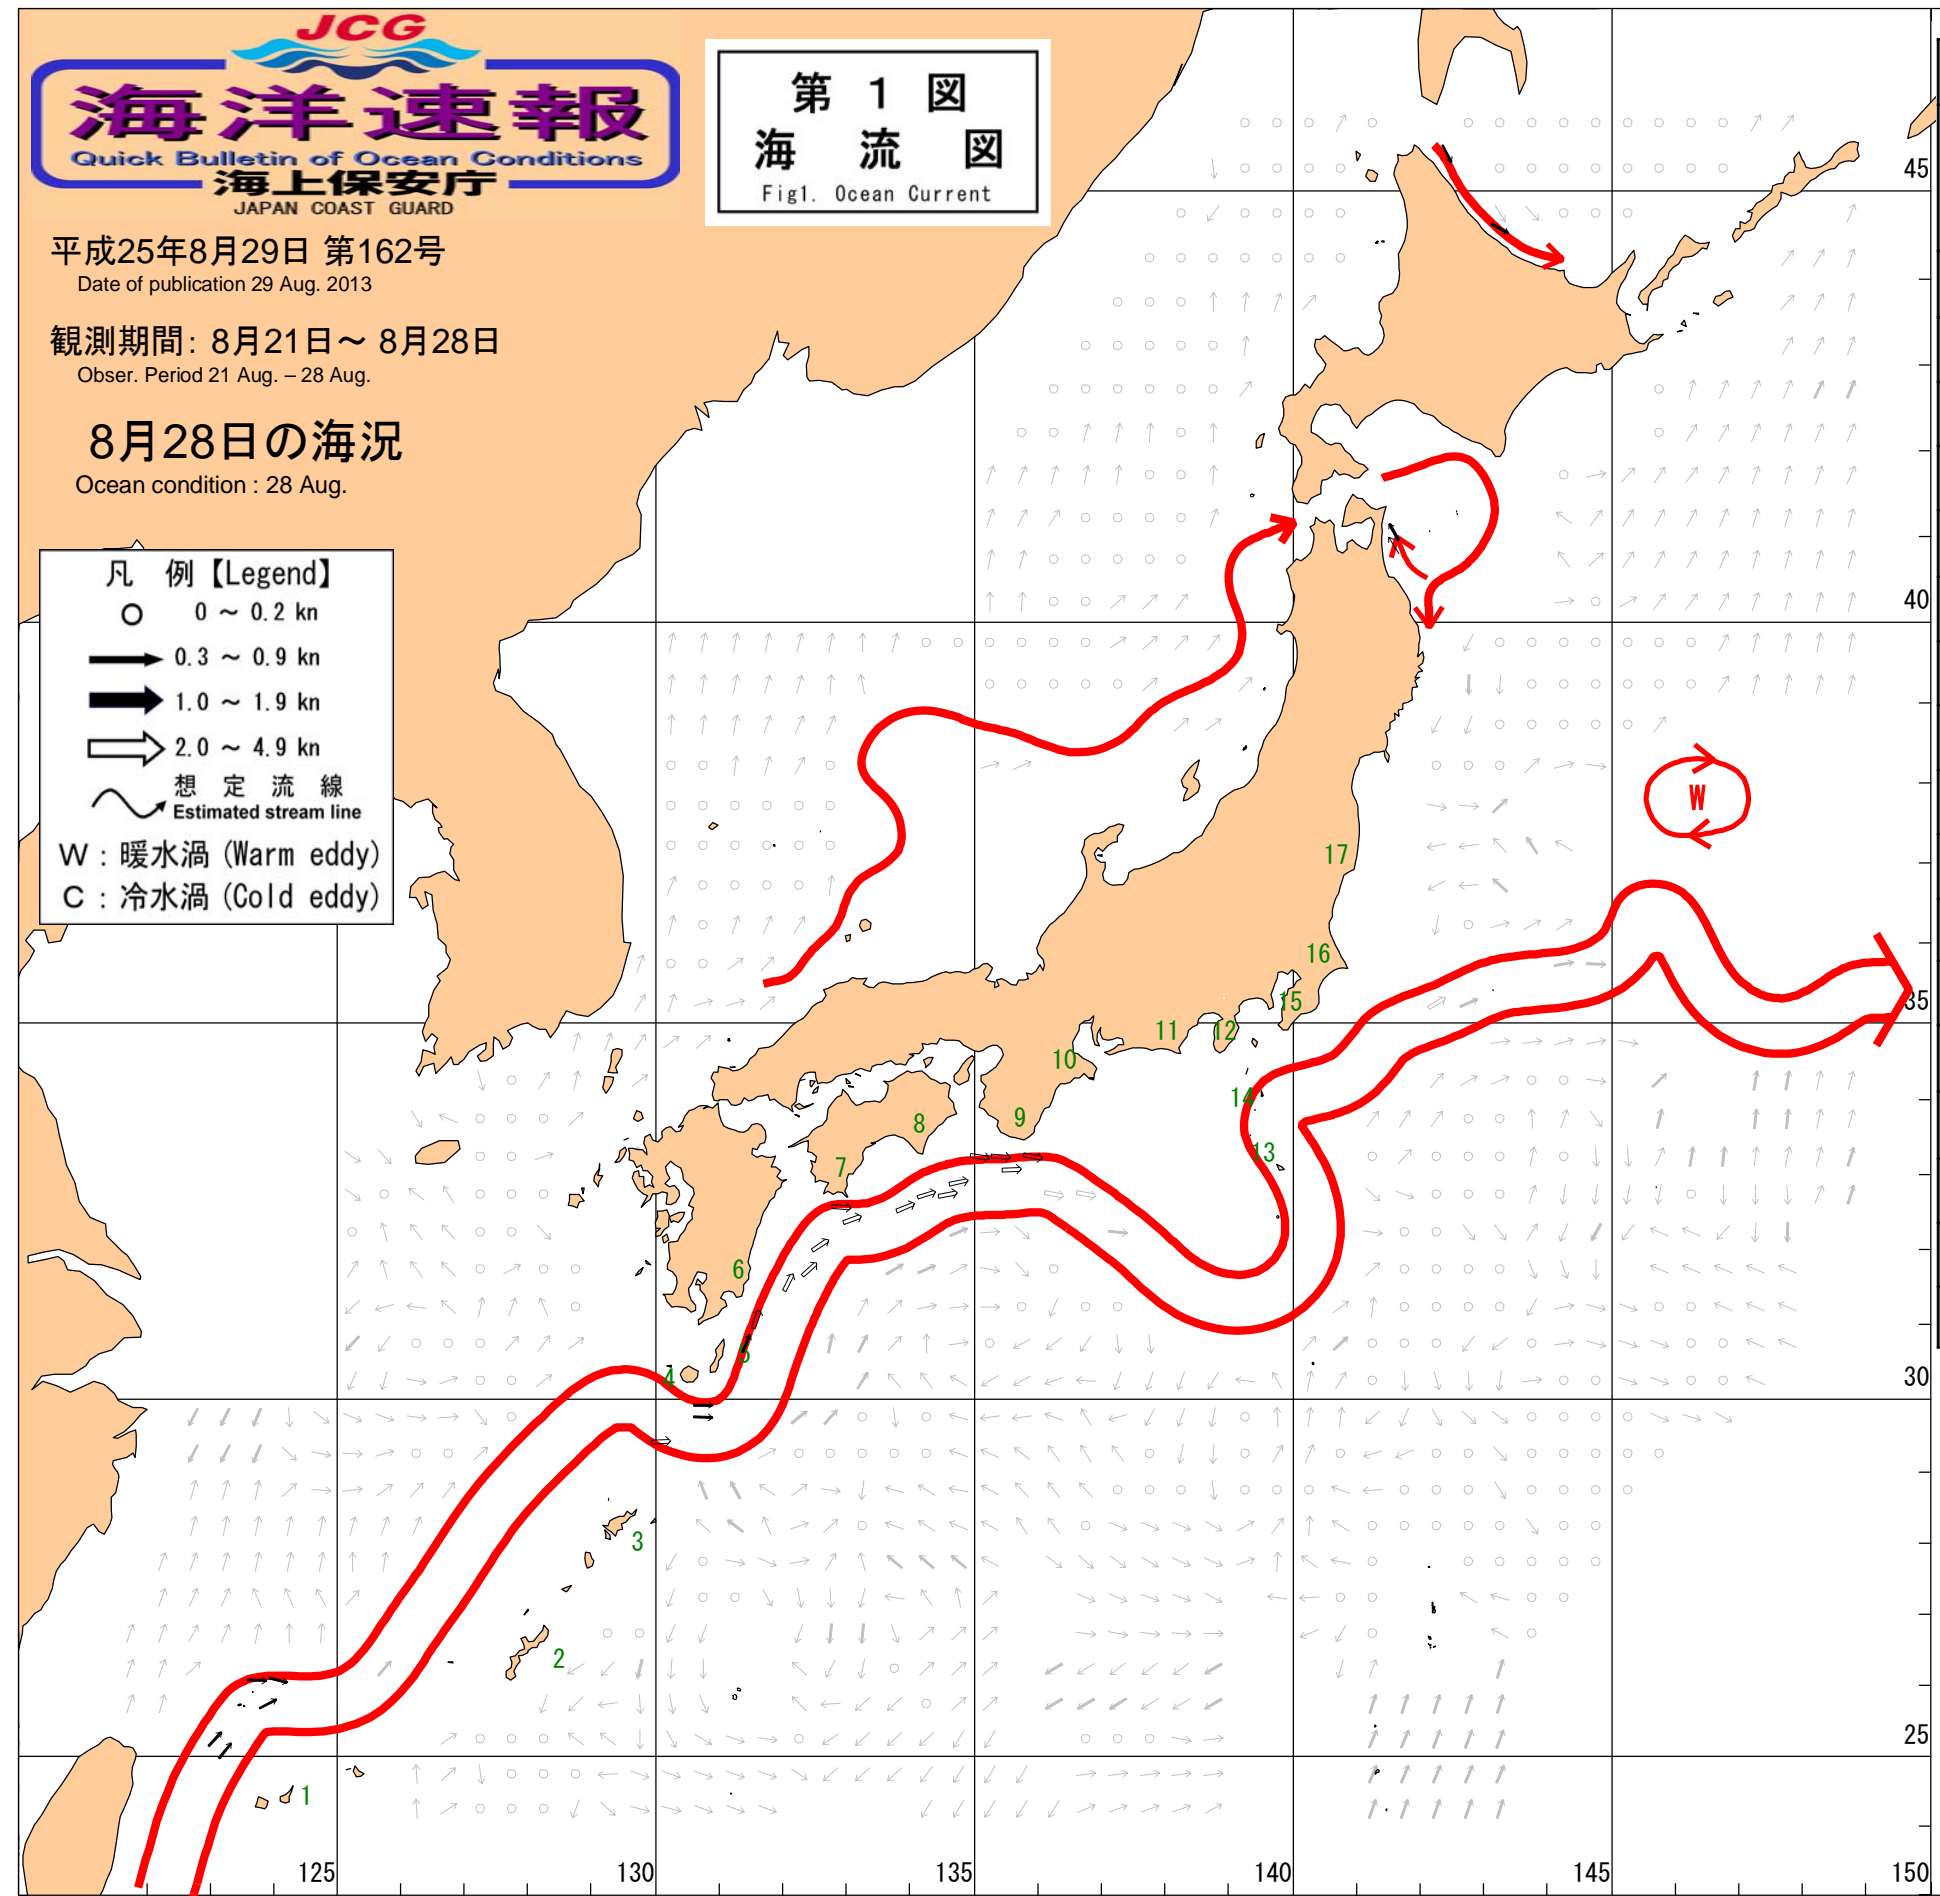 JCG
海洋速報
Quick Bulletin of Ocean Conditions
海上保安庁
JAPAN COAST GUARD
第 1 図
海 流 図
Fig1. Ocean Current
平成25年8月29日 第162号
Date of publication 29 Aug. 2013
観測期間: 8月21日～ 8月28日
Obser. Period 21 Aug. – 28 Aug.
8月28日の海況
Ocean condition : 28 Aug.
凡 例【Legend】
0 ～ 0.2 kn
0.3 ～ 0.9 kn
1.0 ～ 1.9 kn
2.0 ～ 4.9 kn
想 定 流 線
Estimated stream line
W : 暖水渦 (Warm eddy)
C : 冷水渦 (Cold eddy)
45
40
W
17
16
35
15
12
11
10
14
9
8
13
7
6
5
4
30
3
2
25
1
125
130
135
140
145
150